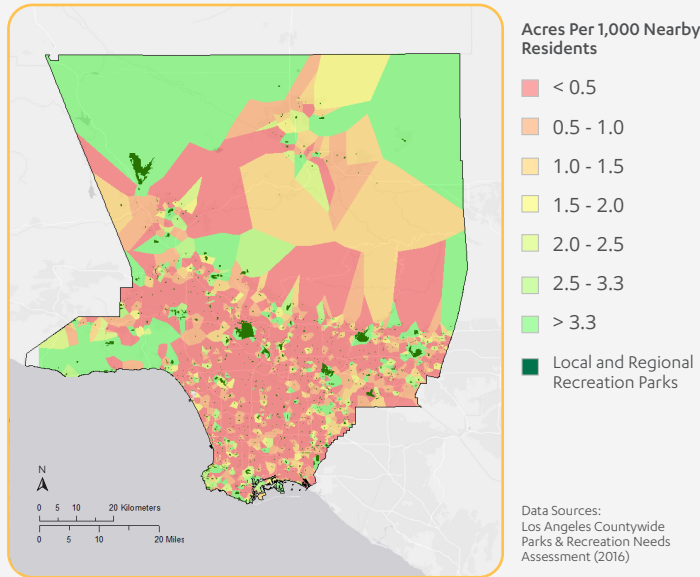 Acres Per 1,000 Nearby
Residents
< 0.5
0.5 - 1.0
1.0 - 1.5
1.5 - 2.0
2.0 - 2.5
2.5 - 3.3
> 3.3
Local and Regional
Recreation Parks
N
0 5 10 20 Kilometers
0 5 10 20 Miles
Data Sources:
Los Angeles Countywide
Parks & Recreation Needs
Assessment (2016)